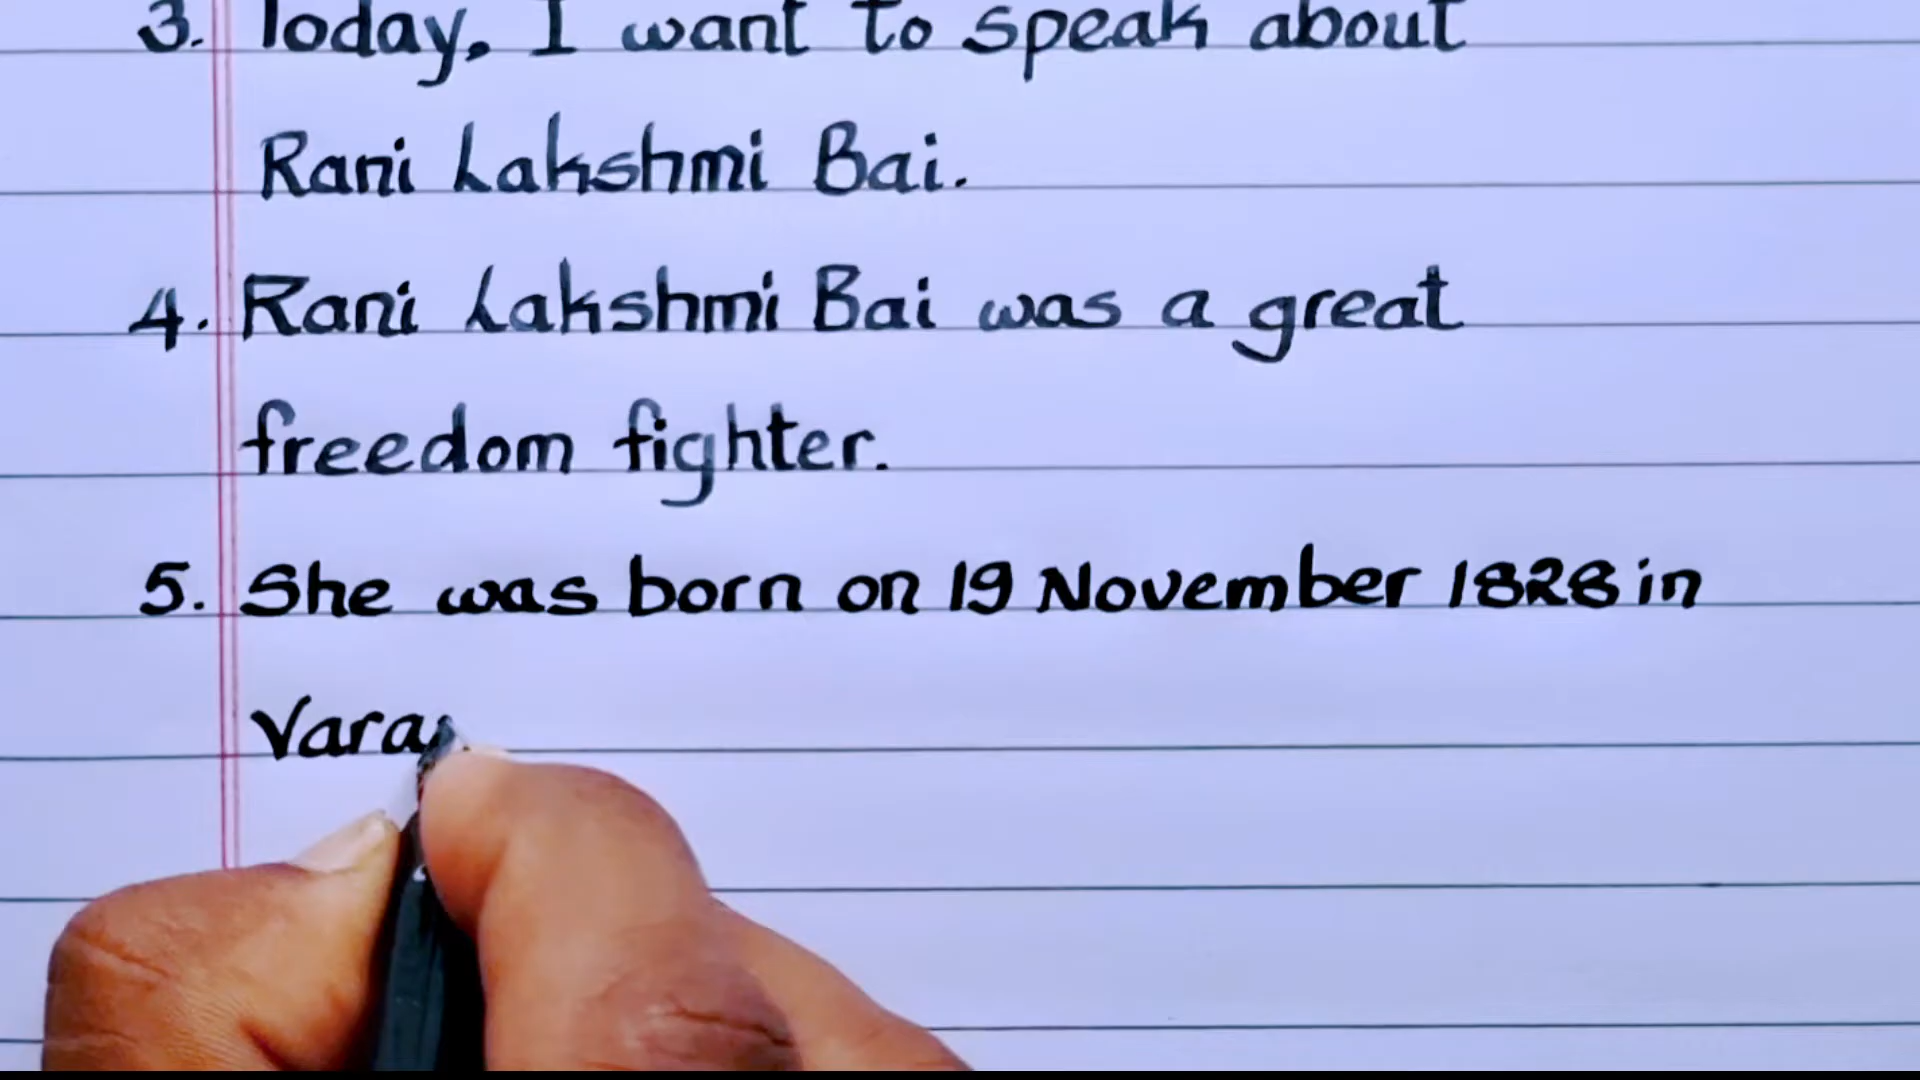 3. Today, I want to speak about
Rani Lakshmi Bai.
4. Rani Lakshmi Bai was a great
freedom fighter.
5. She was born on 19 November 1828 in
Vara